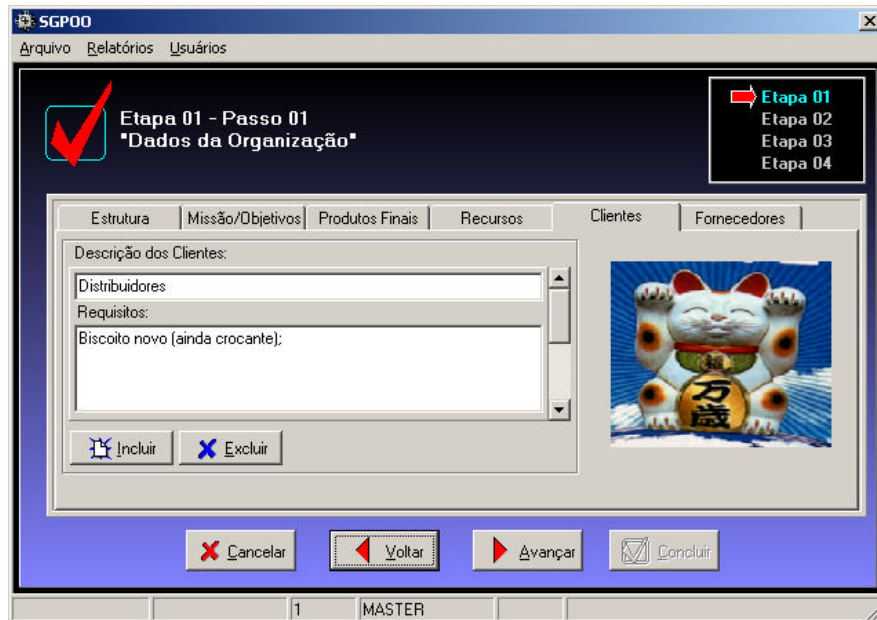 SGPOO
Arquivo Relatórios Usuários
Etapa 01 - Passo 01
"Dados da Organização"
Etapa 01
Etapa 02
Etapa 03
Etapa 04
Estrutura Missão/Objetivos Produtos Finais Recursos Clientes Fornecedores
Descrição dos Clientes:
Distribuidores
Requisitos:
Biscoito novo (ainda crocante);
万
歳
Incluir Excluir
Cancelar Voltar Avançar Concluir
1 MASTER